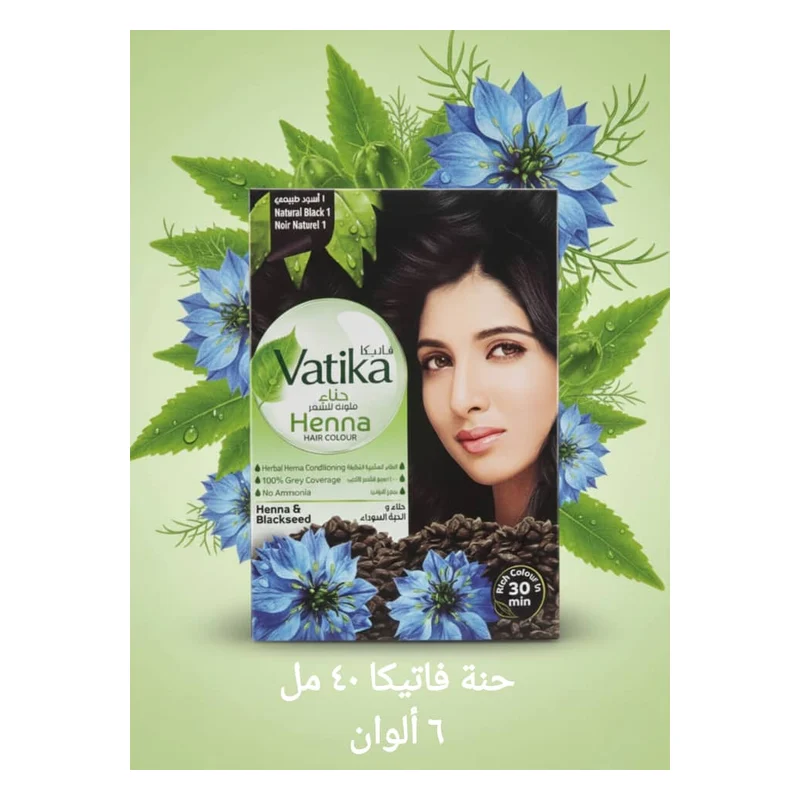 ١ أسود طبيعي
Natural Black 1
Noir Naturel 1
فاتيكا
Vatika
حناء
ملونة للشعر
Henna
HAIR COLOUR
Herbal Henna Conditioning
100% Grey Coverage
No Ammonia
Henna &
Blackseed
حناء و
الحبة السوداء
Rich Colour
30
min
حنة فاتيكا ٤٠ مل
٦ ألوان